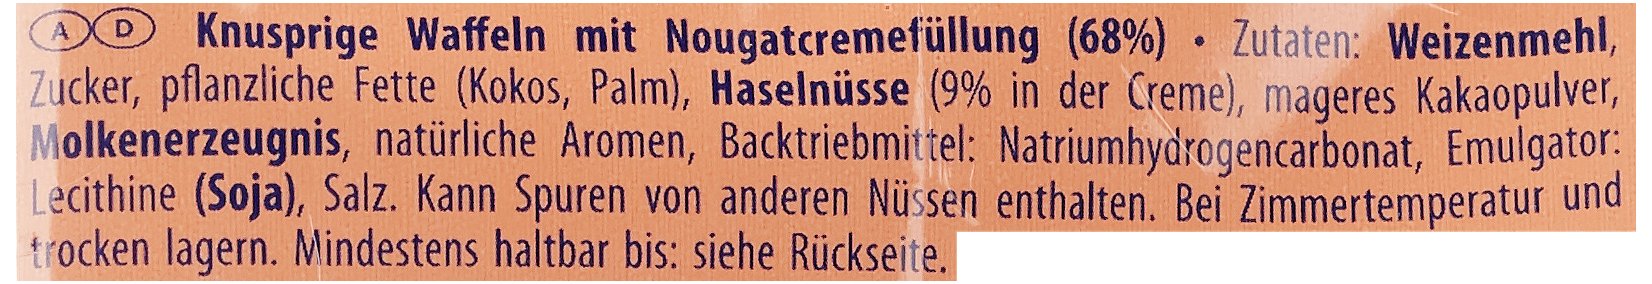 A D Knusprige Waffeln mit Nougatcremefüllung (68%) • Zutaten: Weizenmehl,
Zucker, pflanzliche Fette (Kokos, Palm), Haselnüsse (9% in der Creme), mageres Kakaopulver,
Molkenerzeugnis, natürliche Aromen, Backtriebmittel: Natriumhydrogencarbonat, Emulgator:
Lecithine (Soja), Salz. Kann Spuren von anderen Nüssen enthalten. Bei Zimmertemperatur und
trocken lagern. Mindestens haltbar bis: siehe Rückseite.